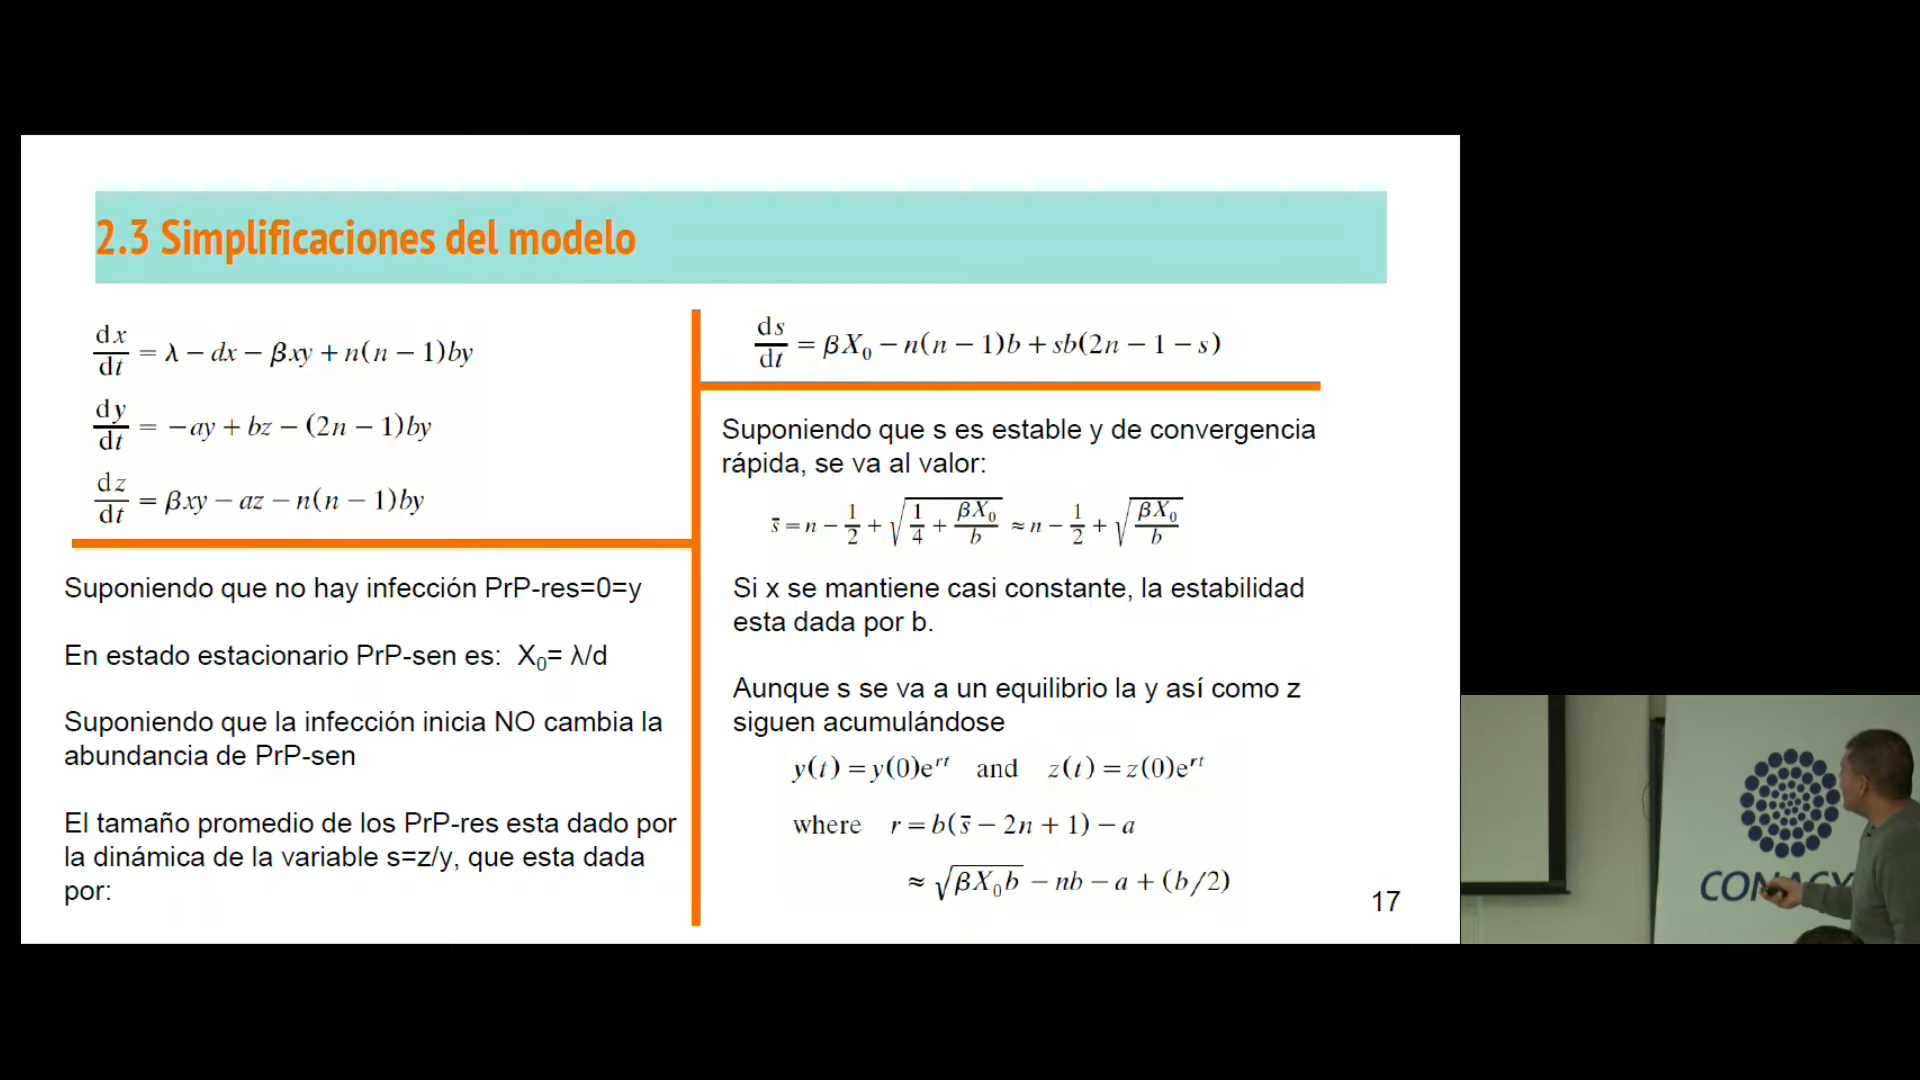 2.3 Simplificaciones del modelo
dx/dt = λ − dx − βxy + n(n − 1)by
dy/dt = −ay + bz − (2n − 1)by
dz/dt = βxy − az − n(n − 1)by
Suponiendo que no hay infección PrP-res=0=y
En estado estacionario PrP-sen es: X₀= λ/d
Suponiendo que la infección inicia NO cambia la
abundancia de PrP-sen
El tamaño promedio de los PrP-res esta dado por
la dinámica de la variable s=z/y, que esta dada
por:
ds/dt = βX₀ − n(n − 1)b + sb(2n − 1 − s)
Suponiendo que s es estable y de convergencia
rápida, se va al valor:
s̄ = n − 1/2 + √(1/4 + βX₀/b) ≈ n − 1/2 + √(βX₀/b)
Si x se mantiene casi constante, la estabilidad
esta dada por b.
Aunque s se va a un equilibrio la y así como z
siguen acumulándose
y(t) = y(0)eʳᵗ and z(t) = z(0)eʳᵗ
where r = b(s̄ − 2n + 1) − a
≈ √(βX₀b) − nb − a + (b/2)
17